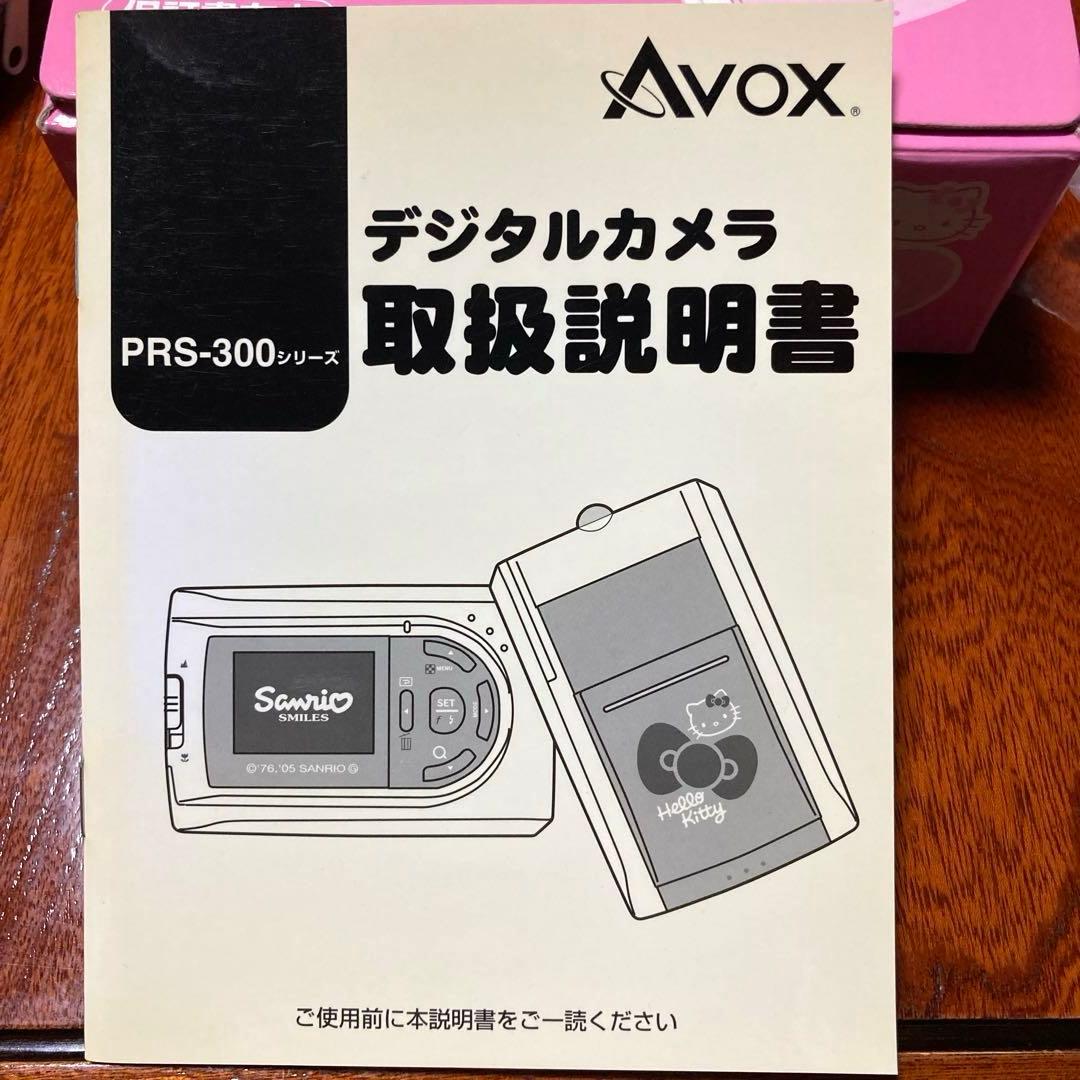 AVOX®
デジタルカメラ
取扱説明書
PRS-300シリーズ
Sanrio
SMILES
©'76,'05 SANRIO Ⓖ
MENU
SET
MODE
Hello
Kitty
ご使用前に本説明書をご一読ください